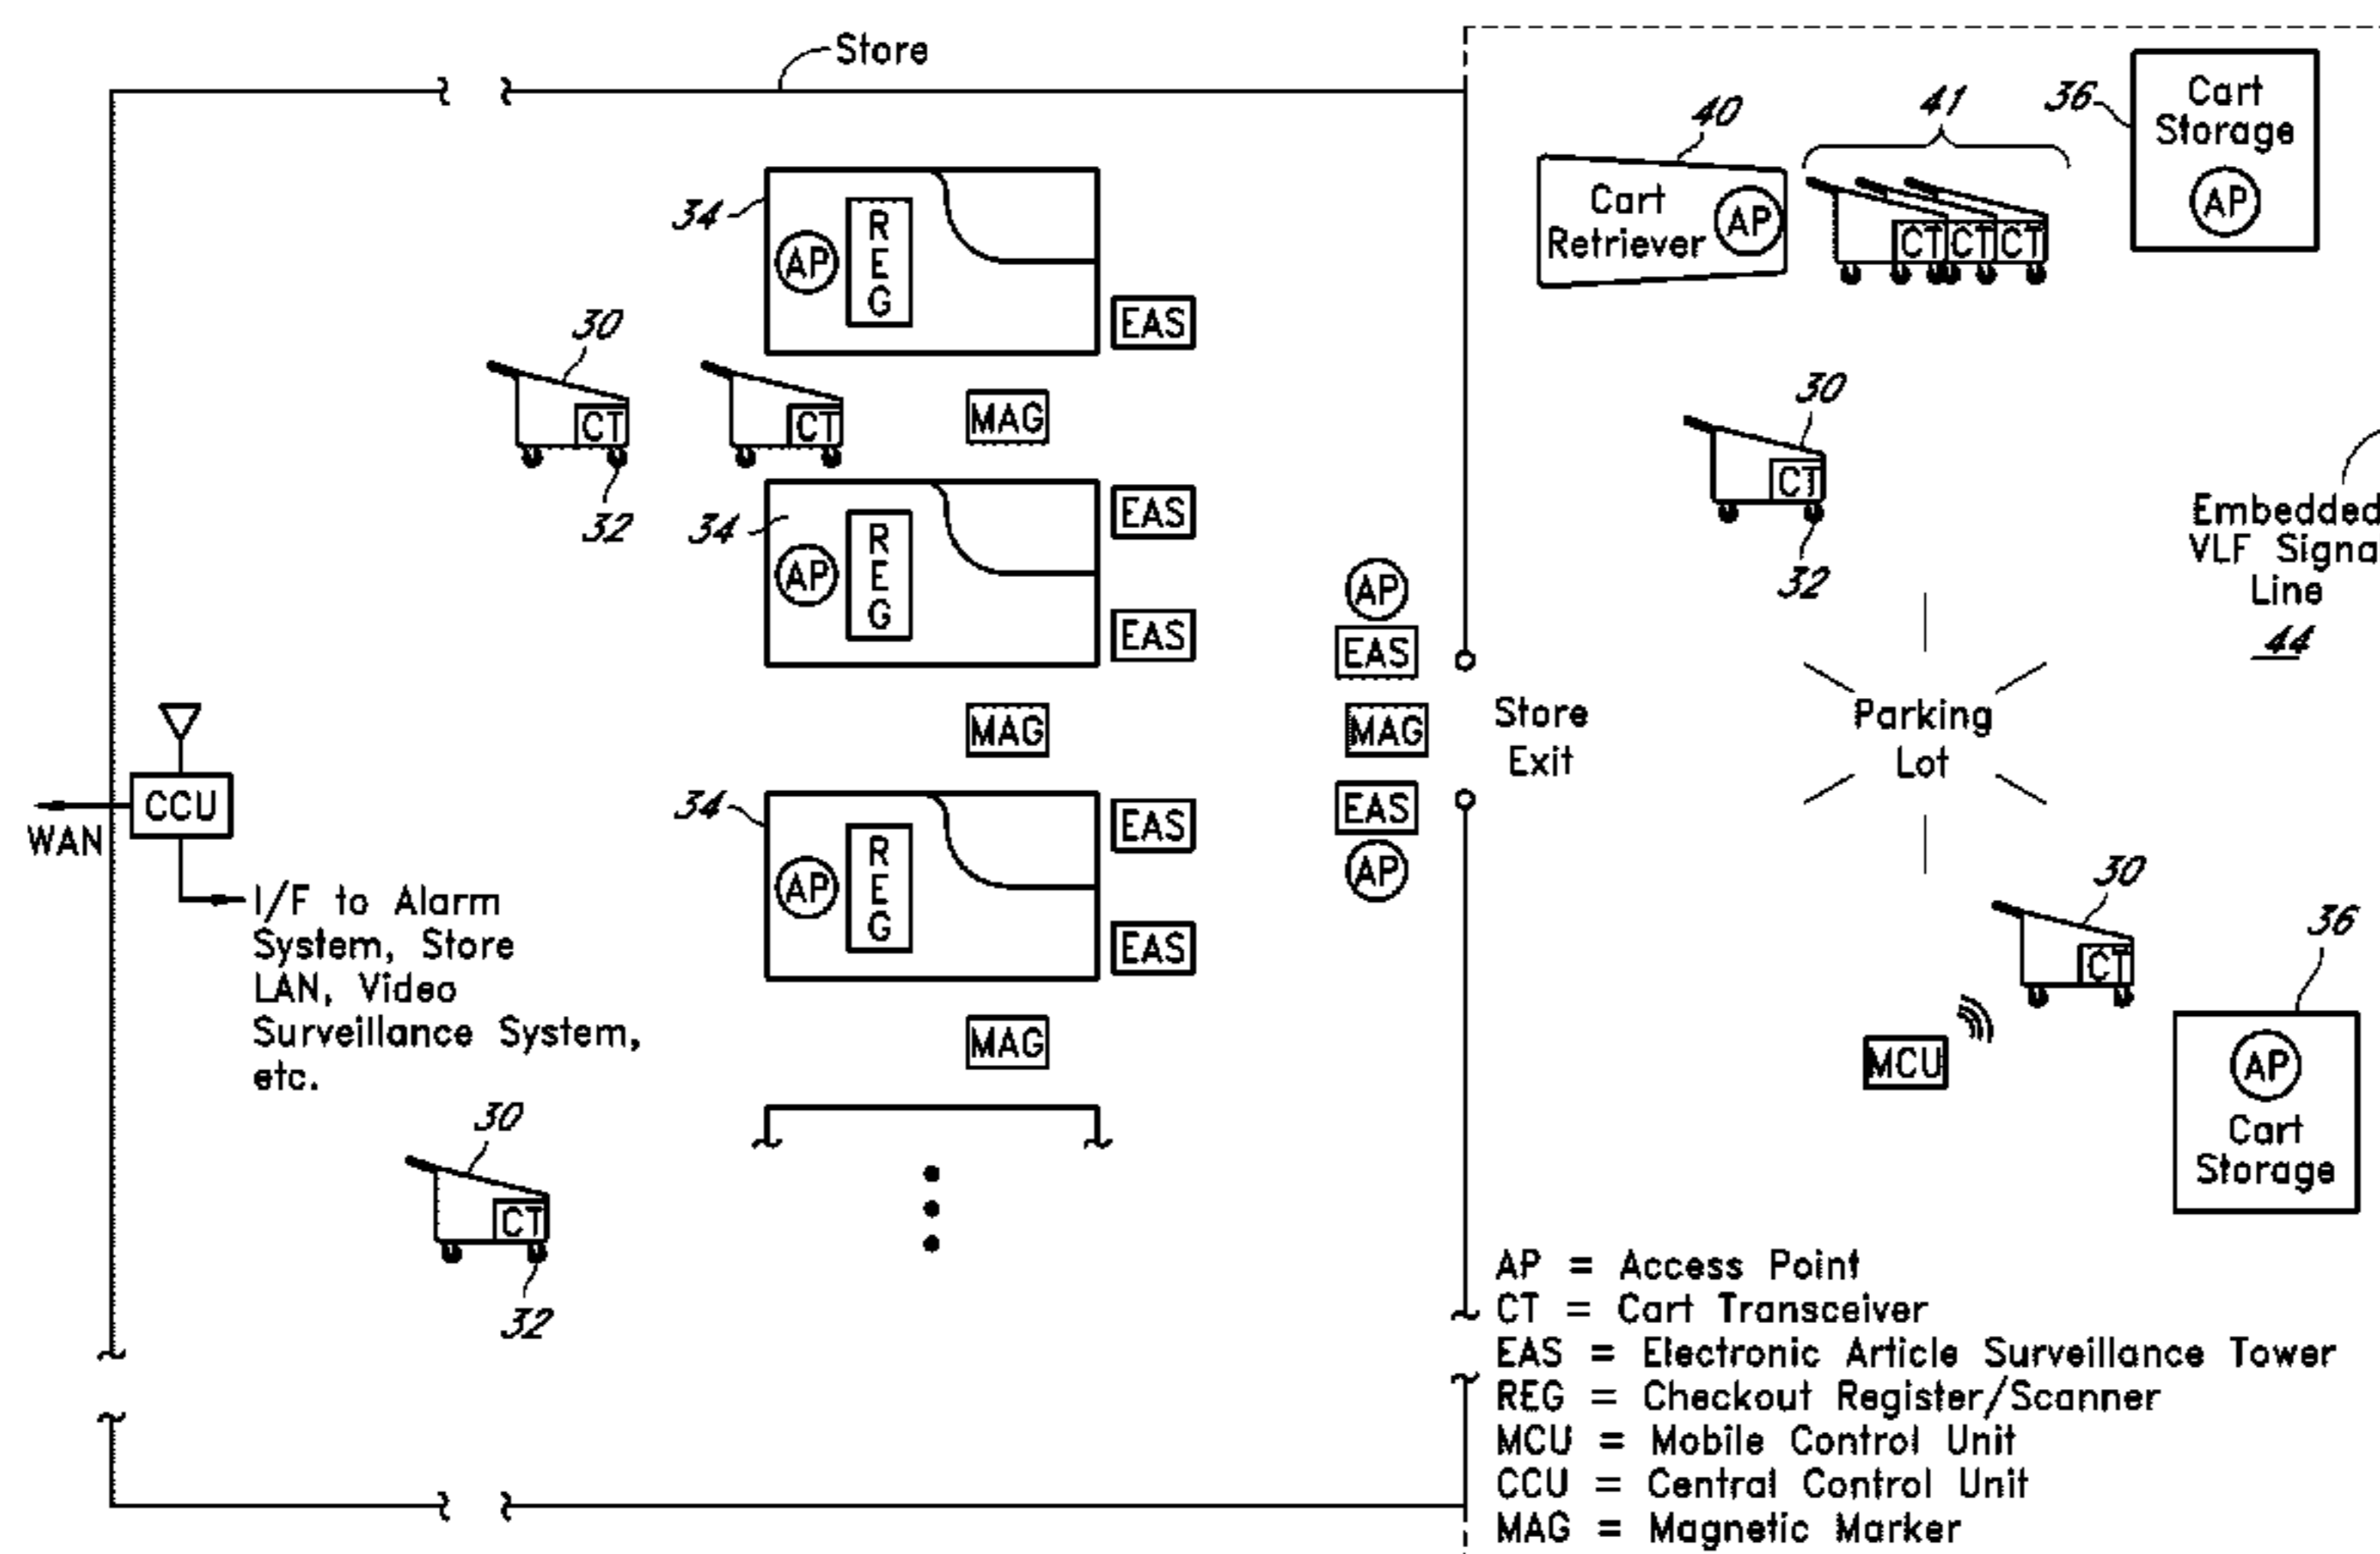 Store
34
AP
R
E
G
EAS
30
CT
32
CT
MAG
34
AP
R
E
G
EAS
EAS
MAG
34
AP
R
E
G
EAS
EAS
MAG
CCU
WAN
I/F to Alarm
System, Store
LAN, Video
Surveillance System,
etc.
30
CT
32
AP
EAS
MAG
EAS
AP
Store
Exit
40
Cart
Retriever
AP
41
CT CT CT
36
Cart
Storage
AP
30
CT
32
Embedded
VLF Signa
Line
44
Parking
Lot
30
CT
MCU
36
AP
Cart
Storage
AP = Access Point
CT = Cart Transceiver
EAS = Electronic Article Surveillance Tower
REG = Checkout Register/Scanner
MCU = Mobile Control Unit
CCU = Central Control Unit
MAG = Magnetic Marker